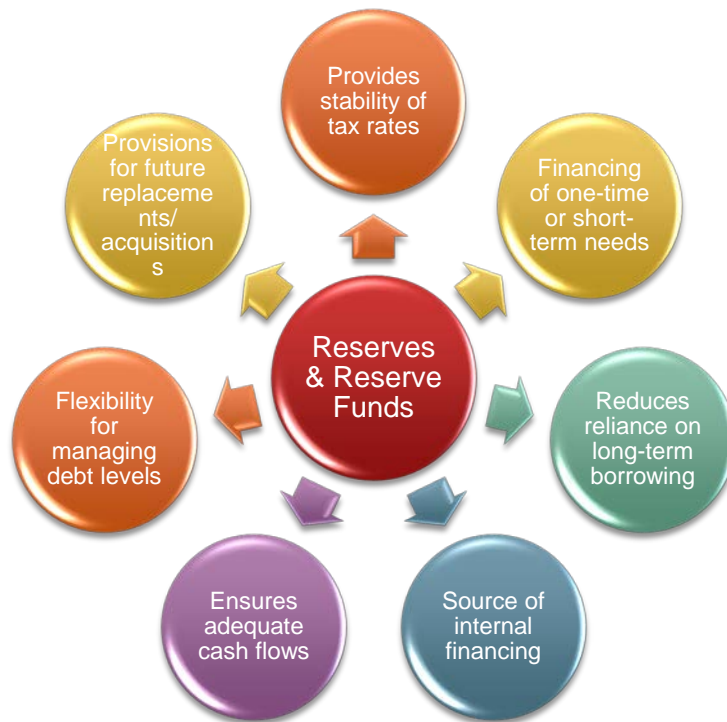 Provides
stability of
tax rates
Financing
of one-time
or short-
term needs
Reduces
reliance on
long-term
borrowing
Source of
internal
financing
Ensures
adequate
cash flows
Flexibility
for
managing
debt levels
Provisions
for future
replaceme
nts/
acquisition
s
Reserves
& Reserve
Funds